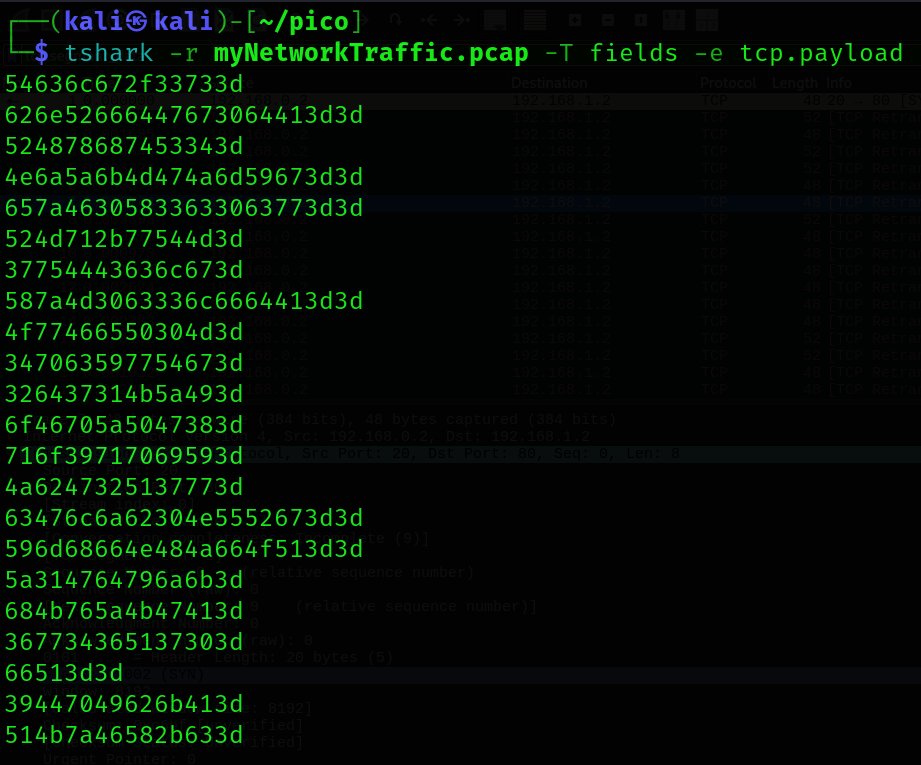 ┌──(kali㉿kali)-[~/pico]
└─$ tshark -r myNetworkTraffic.pcap -T fields -e tcp.payload
54636c672f33733d
626e52666447673064413d3d
524878687453343d
4e6a5a6b4d474a6d59673d3d
657a46305833633063773d3d
524d712b77544d3d
37754443636c673d
587a4d3063336c6664413d3d
4f77466550304d3d
347063597754673d
326437314b5a493d
6f46705a5047383d
716f39717069593d
4a6247325137773d
63476c6a62304e5552673d3d
596d68664e484a664f513d3d
5a314764796a6b3d
684b765a4b47413d
367734365137303d
66513d3d
39447049626b413d
514b7a46582b633d